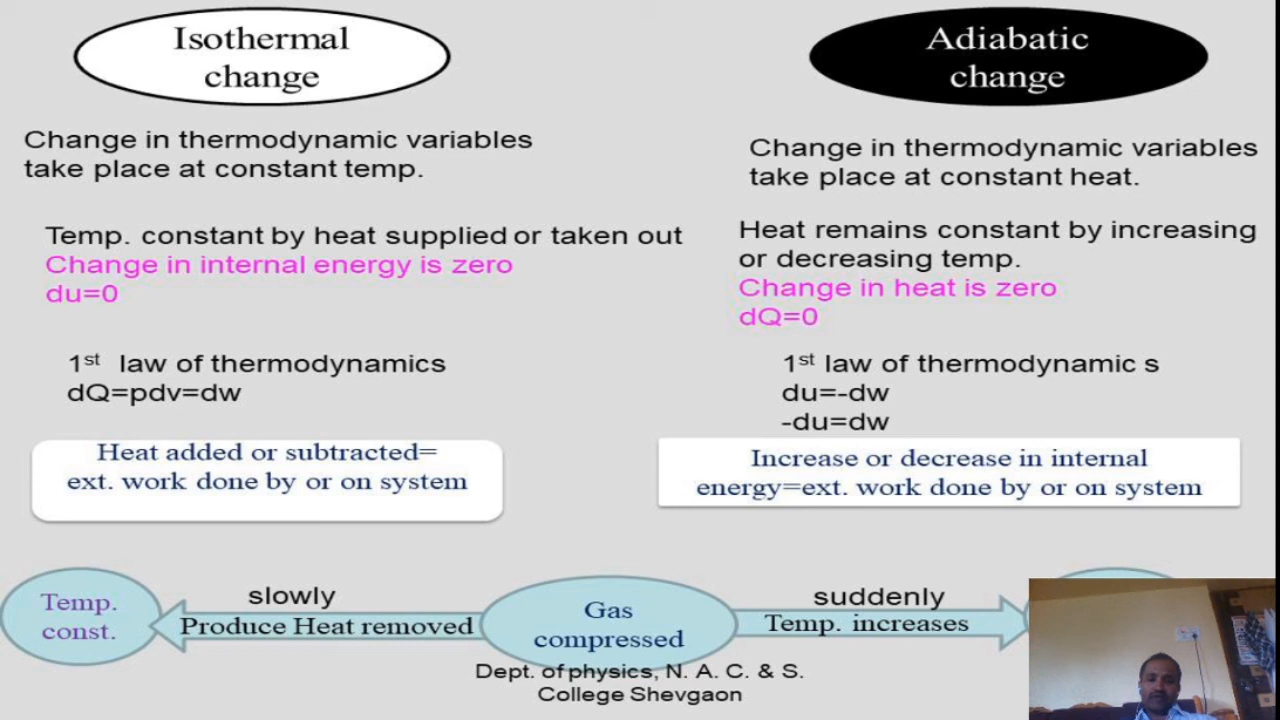 Isothermal
change
Adiabatic
change
Change in thermodynamic variables
take place at constant temp.
Change in thermodynamic variables
take place at constant heat.
Temp. constant by heat supplied or taken out
Change in internal energy is zero
du=0
Heat remains constant by increasing
or decreasing temp.
Change in heat is zero
dQ=0
1st law of thermodynamics
dQ=pdv=dw
1st law of thermodynamic s
du=-dw
-du=dw
Heat added or subtracted=
ext. work done by or on system
Increase or decrease in internal
energy=ext. work done by or on system
Temp.
const.
slowly
Produce Heat removed
Gas
compressed
suddenly
Temp. increases
Dept. of physics, N. A. C. & S.
College Shevgaon